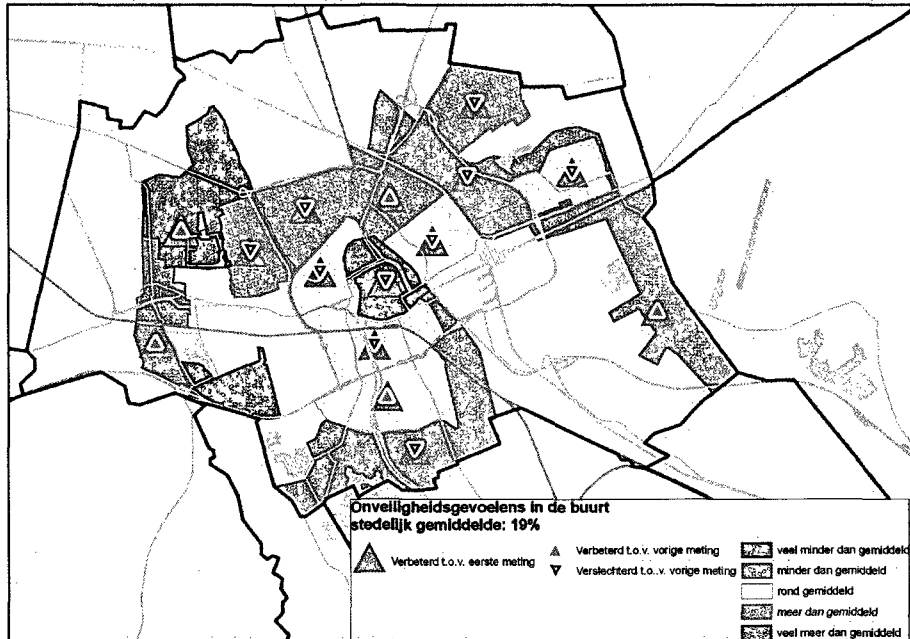 Onveiligheidsgevoelens in de buurt
stedelijk gemiddelde: 19%
Verbeterd t.o.v. eerste meting
Verbeterd t.o.v. vorige meting
Verslechterd t.o..v. vorige meting
veel minder dan gemiddeld
minder dan gemiddeld
rond gemiddeld
meer dan gemiddeld
veel meer dan gemiddeld